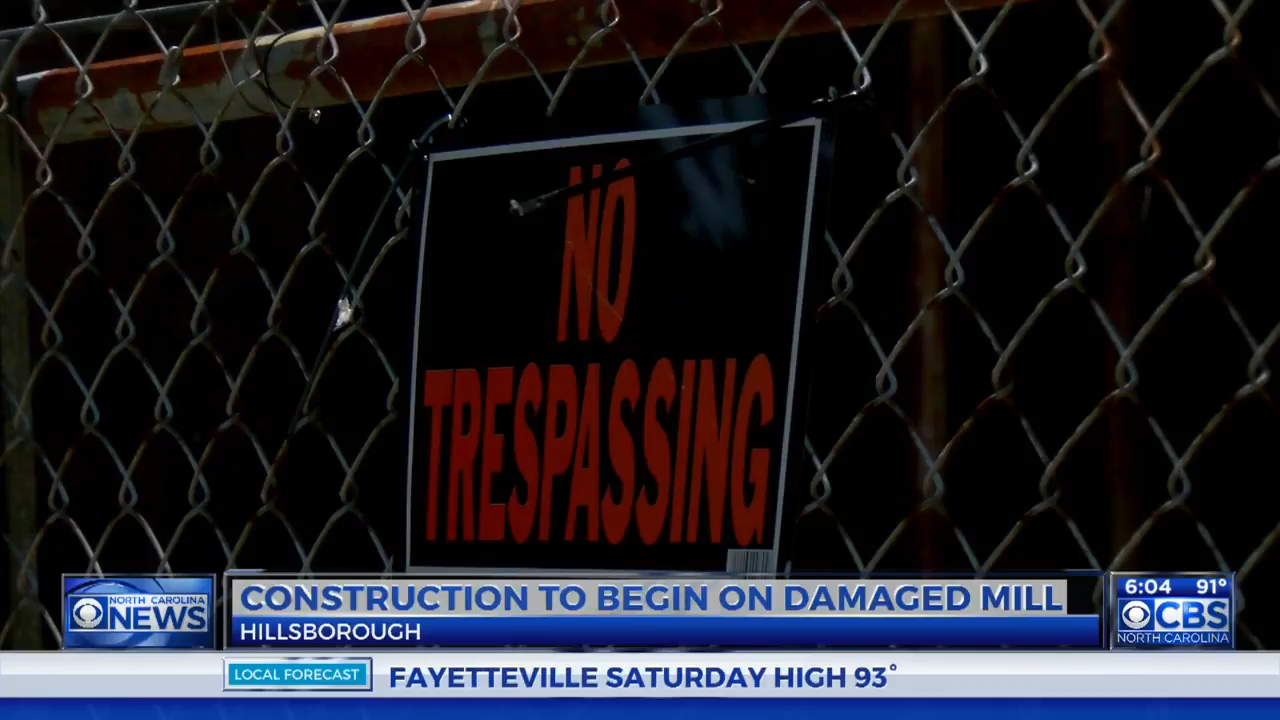 NO
TRESPASSING
NORTH CAROLINA
NEWS
CONSTRUCTION TO BEGIN ON DAMAGED MILL
HILLSBOROUGH
6:04 91°
CBS
NORTH CAROLINA
LOCAL FORECAST
FAYETTEVILLE SATURDAY HIGH 93°